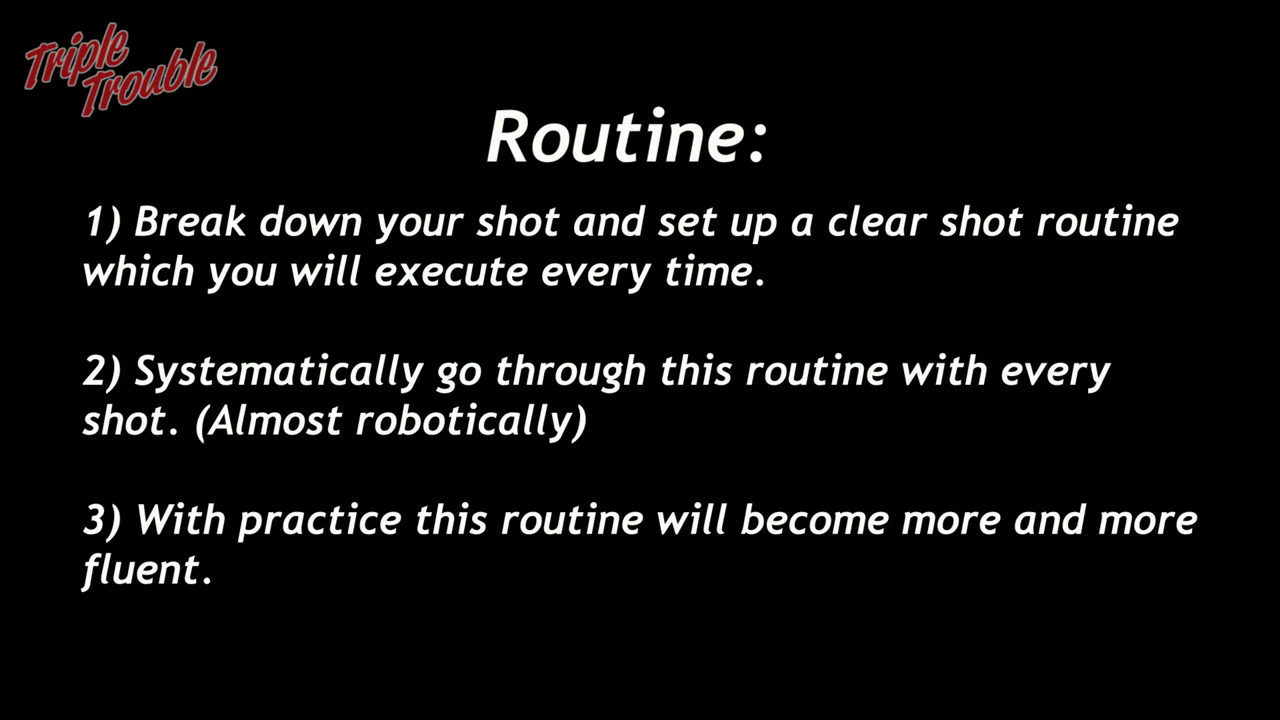 Triple
Trouble
Routine:
1) Break down your shot and set up a clear shot routine
which you will execute every time.
2) Systematically go through this routine with every
shot. (Almost robotically)
3) With practice this routine will become more and more
fluent.